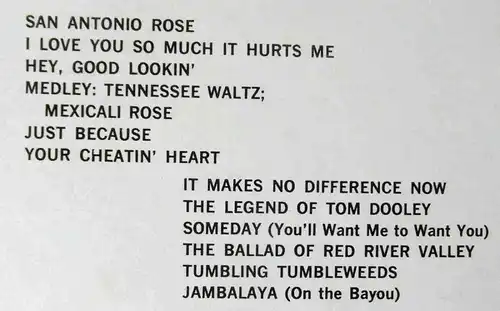 SAN ANTONIO ROSE
I LOVE YOU SO MUCH IT HURTS ME
HEY, GOOD LOOKIN'
MEDLEY: TENNESSEE WALTZ;
MEXICALI ROSE
JUST BECAUSE
YOUR CHEATIN' HEART
IT MAKES NO DIFFERENCE NOW
THE LEGEND OF TOM DOOLEY
SOMEDAY (You'll Want Me to Want You)
THE BALLAD OF RED RIVER VALLEY
TUMBLING TUMBLEWEEDS
JAMBALAYA (On the Bayou)